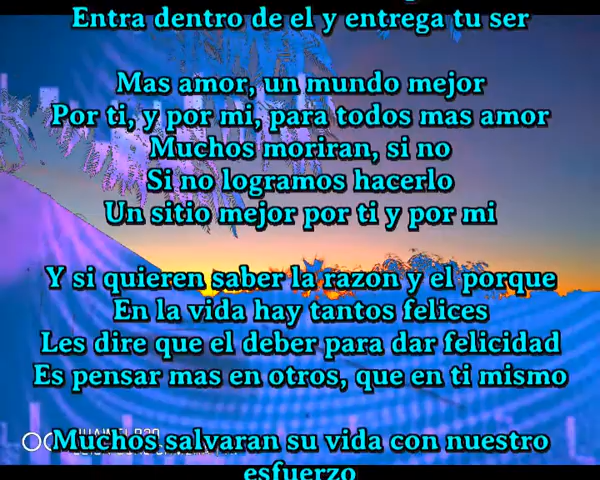 Entra dentro de el y entrega tu ser
Mas amor, un mundo mejor
Por ti, y por mi, para todos mas amor
Muchos moriran, si no
Si no logramos hacerlo
Un sitio mejor por ti y por mi
Y si quieren saber la razon y el porque
En la vida hay tantos felices
Les dire que el deber para dar felicidad
Es pensar mas en otros, que en ti mismo
Muchos salvaran su vida con nuestro
esfuerzo